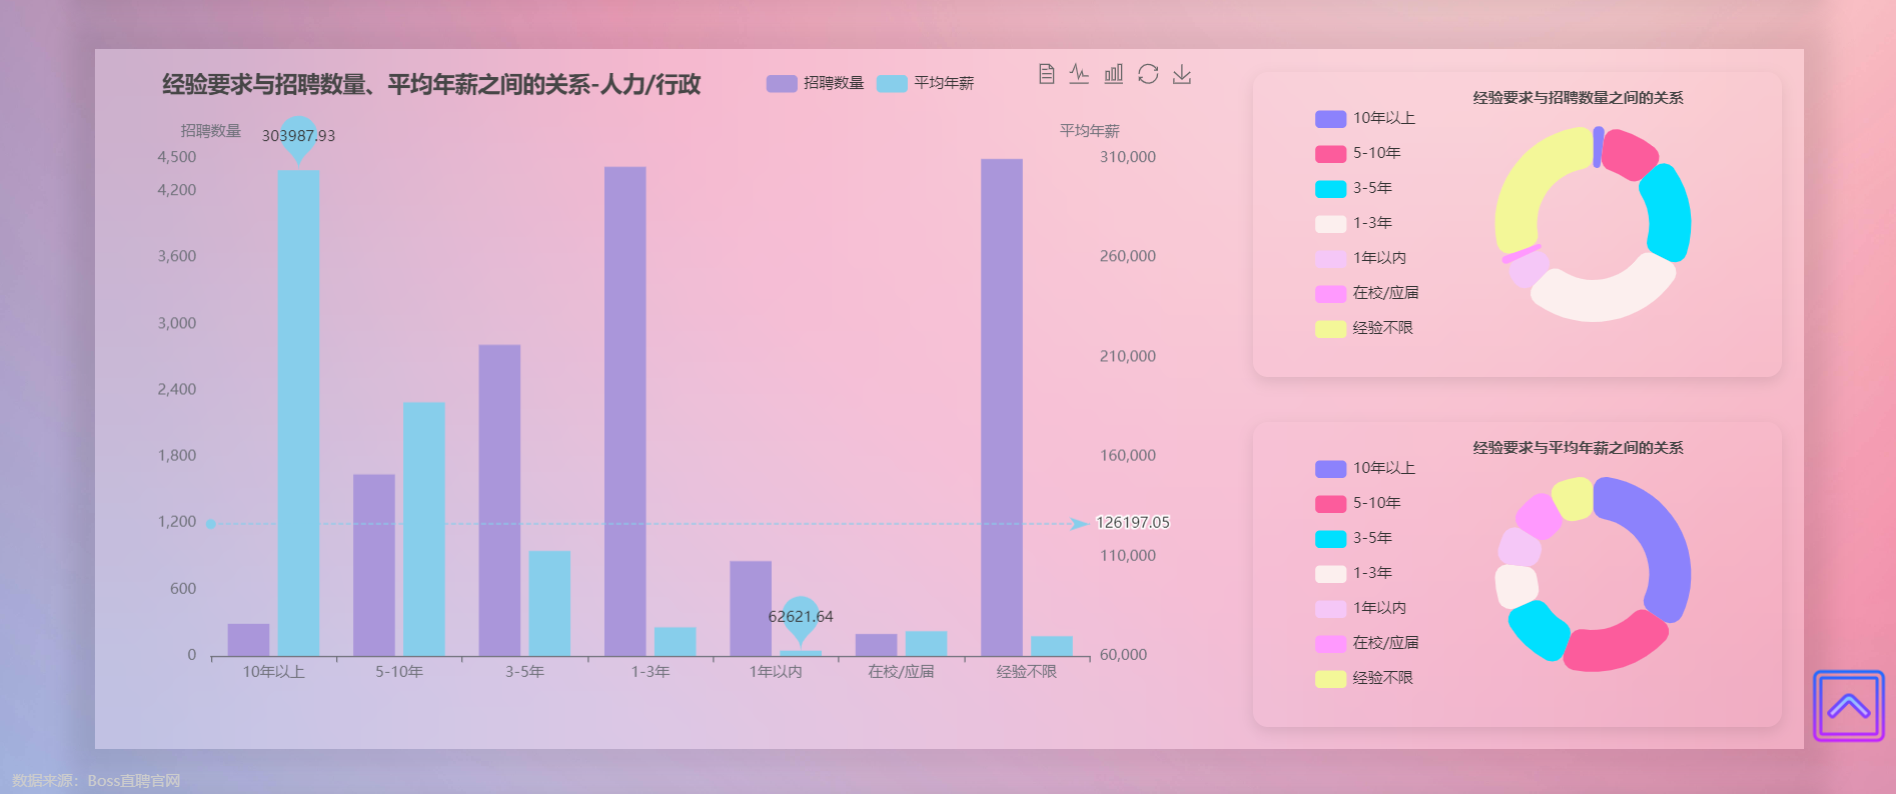 经验要求与招聘数量、平均年薪之间的关系-人力/行政
招聘数量
平均年薪
招聘数量
平均年薪
303987.93
4,500
4,200
3,600
3,000
2,400
1,800
1,200
600
0
310,000
260,000
210,000
160,000
126197.05
110,000
60,000
62621.64
10年以上
5-10年
3-5年
1-3年
1年以内
在校/应届
经验不限
经验要求与招聘数量之间的关系
10年以上
5-10年
3-5年
1-3年
1年以内
在校/应届
经验不限
经验要求与平均年薪之间的关系
10年以上
5-10年
3-5年
1-3年
1年以内
在校/应届
经验不限
数据来源：Boss直聘官网